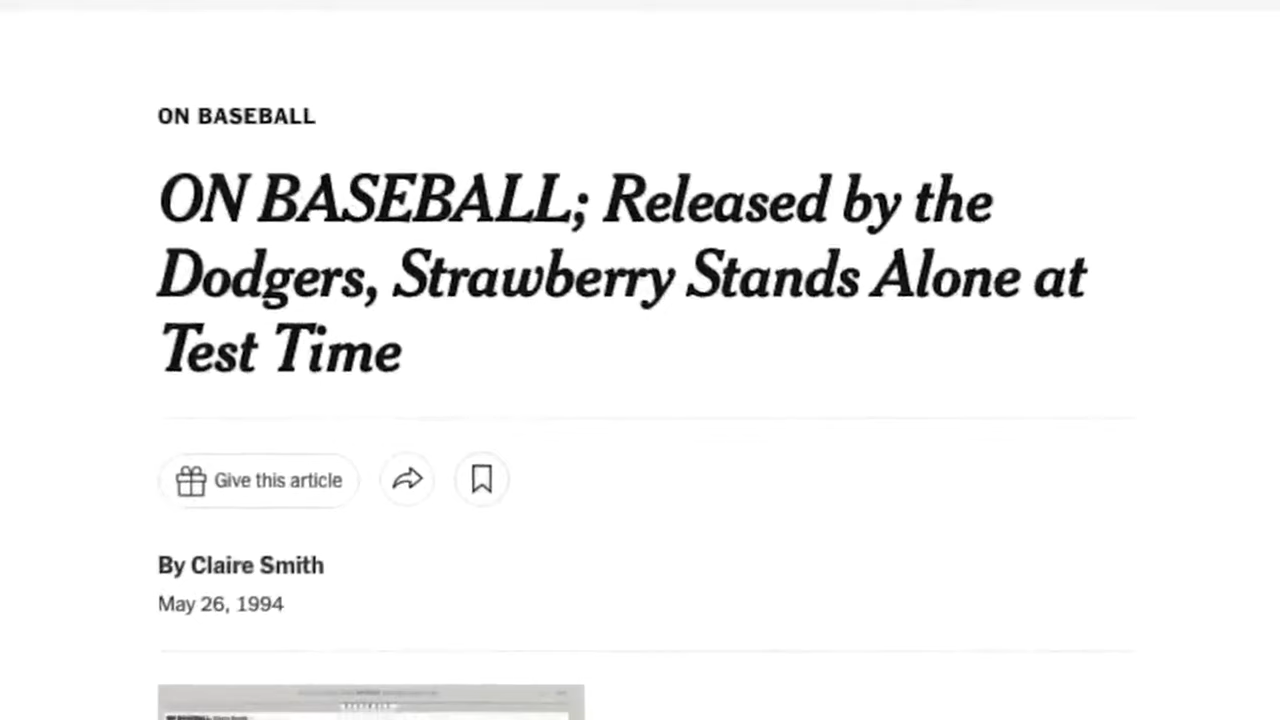 ON BASEBALL
ON BASEBALL; Released by the
Dodgers, Strawberry Stands Alone at
Test Time
Give this article
By Claire Smith
May 26, 1994